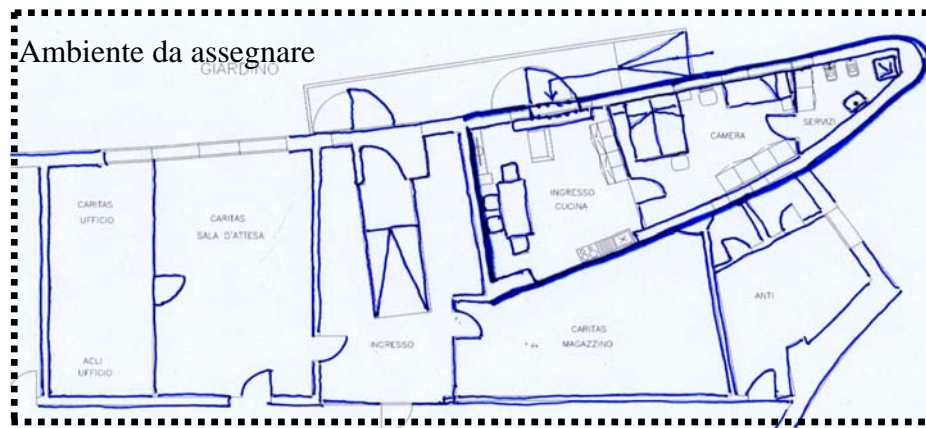 Ambiente da assegnare
GIARDINO
CARITAS
UFFICIO
CARITAS
SALA D'ATTESA
INGRESSO
CUCINA
CAMERA
SERVIZI
ACLI
UFFICIO
INGRESSO
CARITAS
MAGAZZINO
ANTI